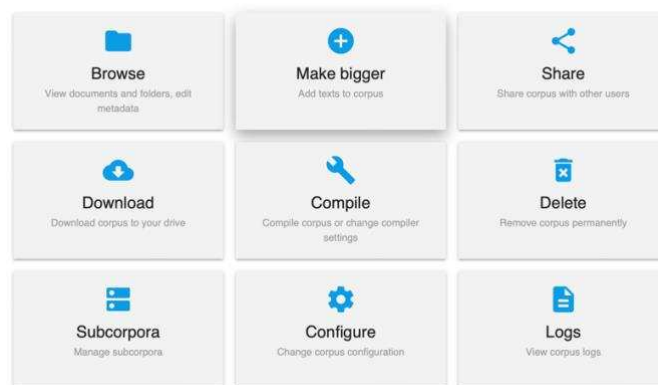 Browse
View documents and folders, edit
metadata
Make bigger
Add texts to corpus
Share
Share corpus with other users
Download
Download corpus to your drive
Compile
Compile corpus or change compiler
settings
Delete
Remove corpus permanently
Subcorpora
Manage subcorpora
Configure
Change corpus configuration
Logs
View corpus logs